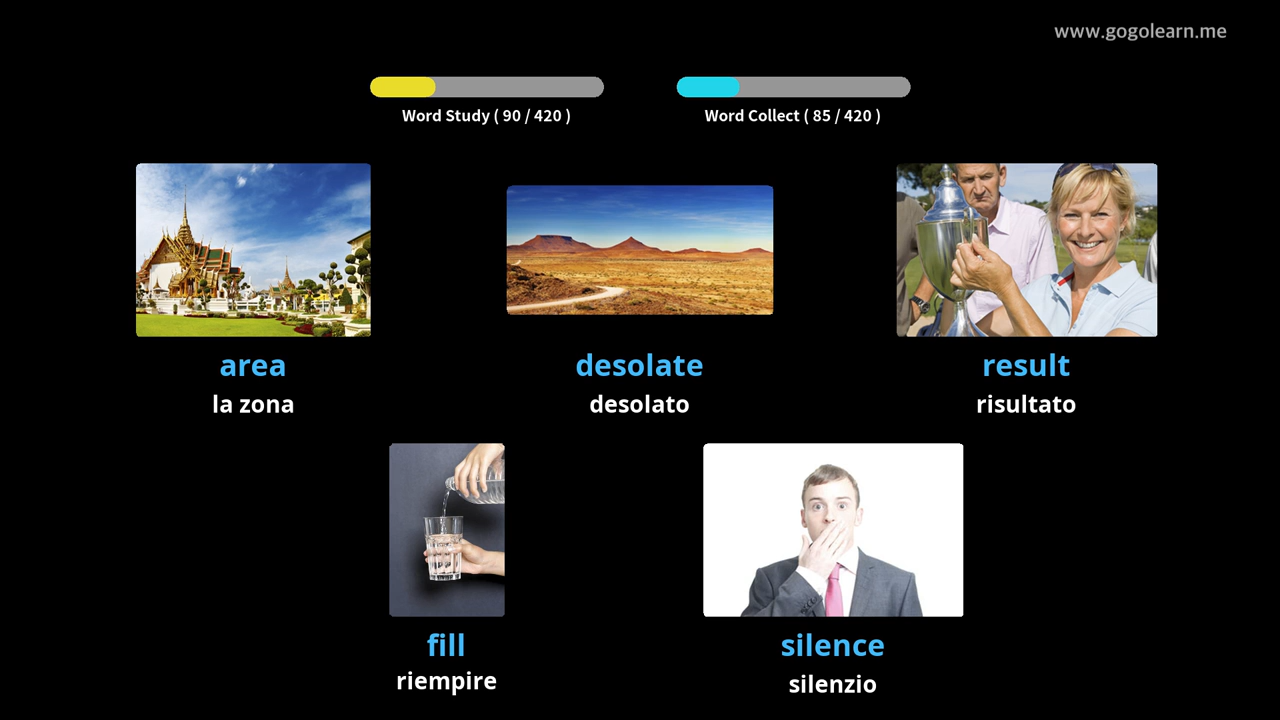 www.gogolearn.me
Word Study ( 90 / 420 )
Word Collect ( 85 / 420 )
area
desolate
result
la zona
desolato
risultato
fill
silence
riempire
silenzio